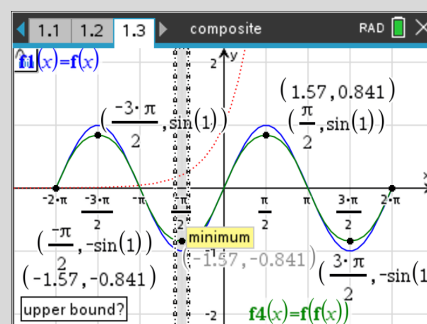 1.1 1.2 1.3 composite RAD
f1(x)=f(x)
2 y
(1.57,0.841)
(-3·π/2,sin(1)) (π/2,sin(1))
x
-2·π -3·π/2 -π -π/2 π/2 π 3·π/2 2·π
minimum
-1
(-π/2,-sin(1)) (-1.57,-0.841) (3·π/2,-sin(1
(-1.57,-0.841)
upper bound? -2 f4(x)=f(f(x))